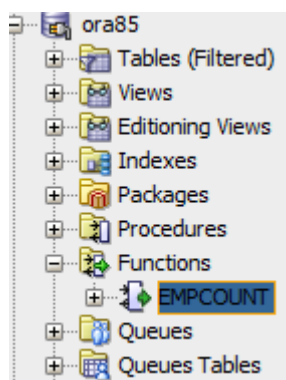 ora85
Tables (Filtered)
Views
Editioning Views
Indexes
Packages
Procedures
Functions
EMPCOUNT
Queues
Queues Tables